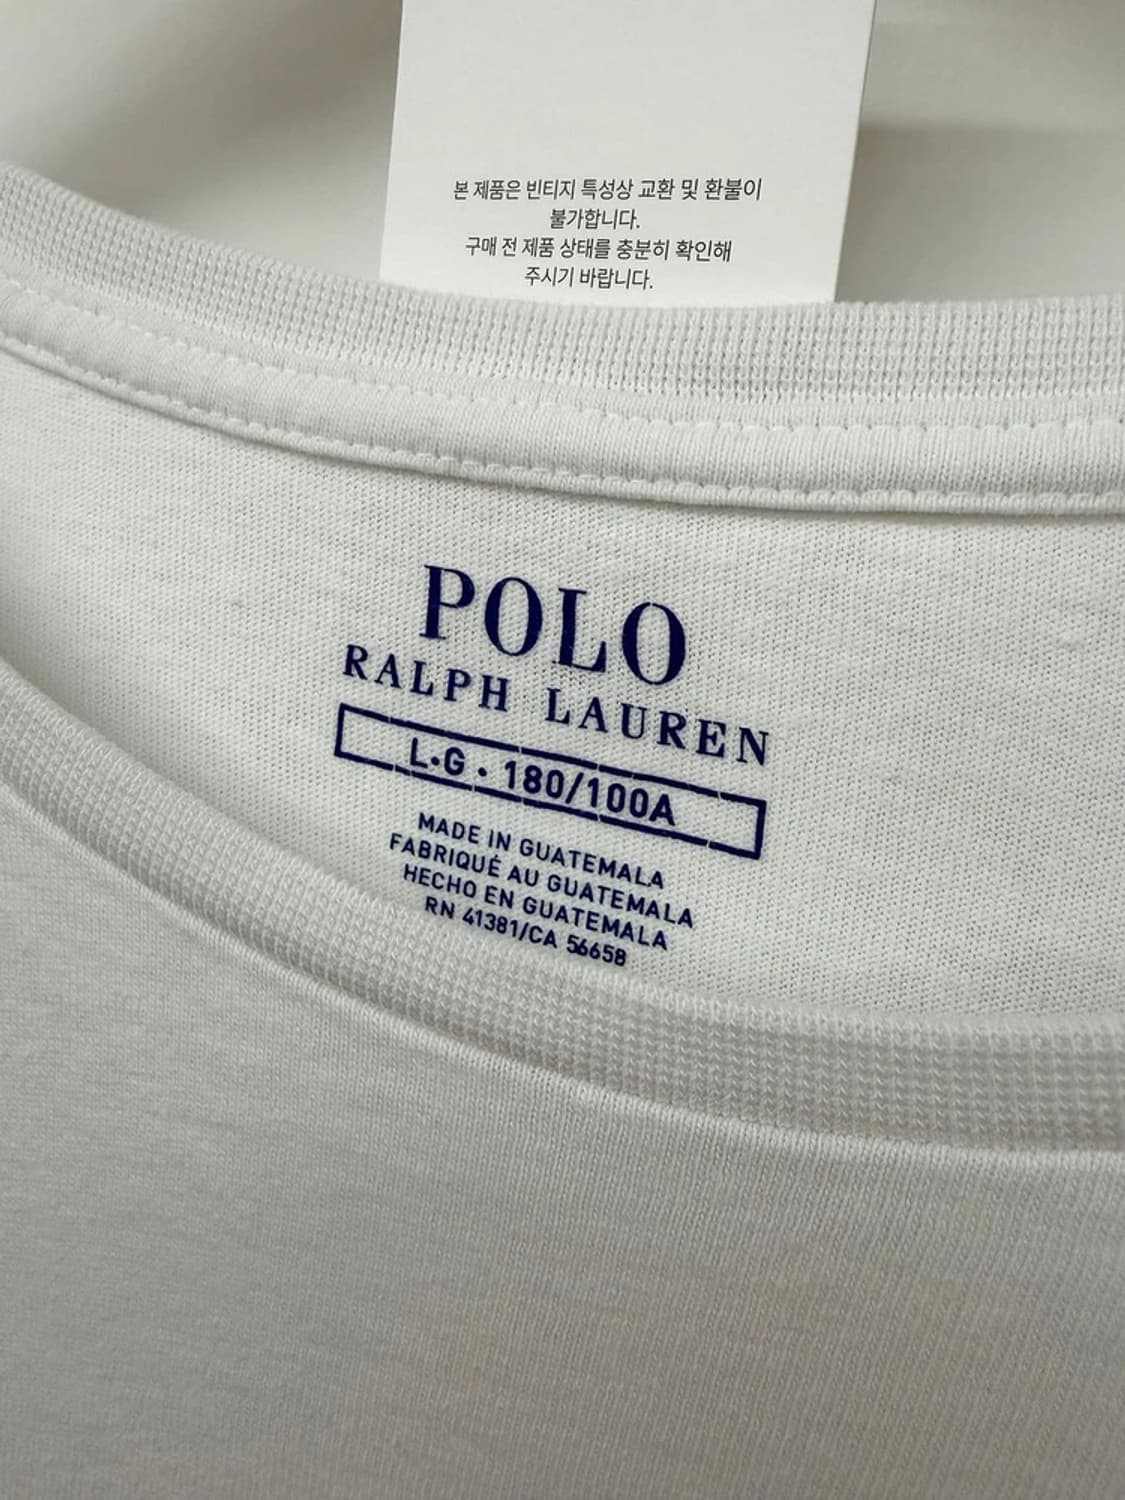 본 제품은 빈티지 특성상 교환 및 환불이
불가합니다.
구매 전 제품 상태를 충분히 확인해
주시기 바랍니다.
POLO
RALPH LAUREN
L·G · 180/100A
MADE IN GUATEMALA
FABRIQUÉ AU GUATEMALA
HECHO EN GUATEMALA
RN 41381/CA 56658